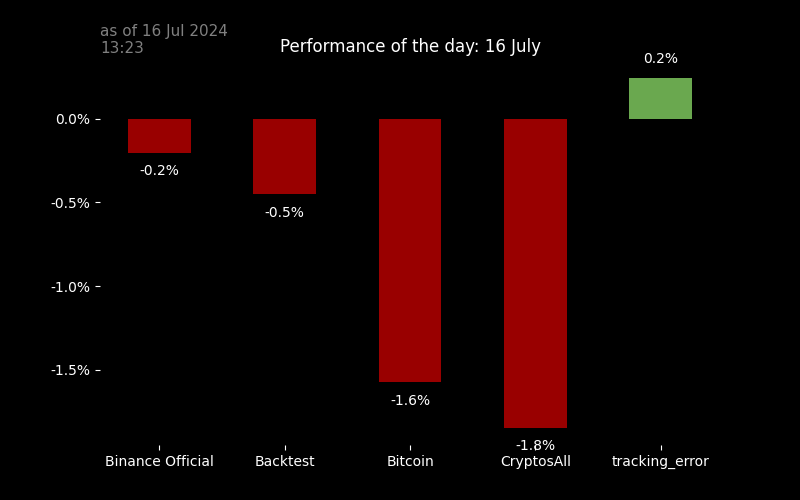 as of 16 Jul 2024
13:23
Performance of the day: 16 July
0.2%
0.0%
-0.2%
-0.5%
-0.5%
-1.0%
-1.5%
-1.6%
-1.8%
Binance Official
Backtest
Bitcoin
CryptosAll
tracking_error